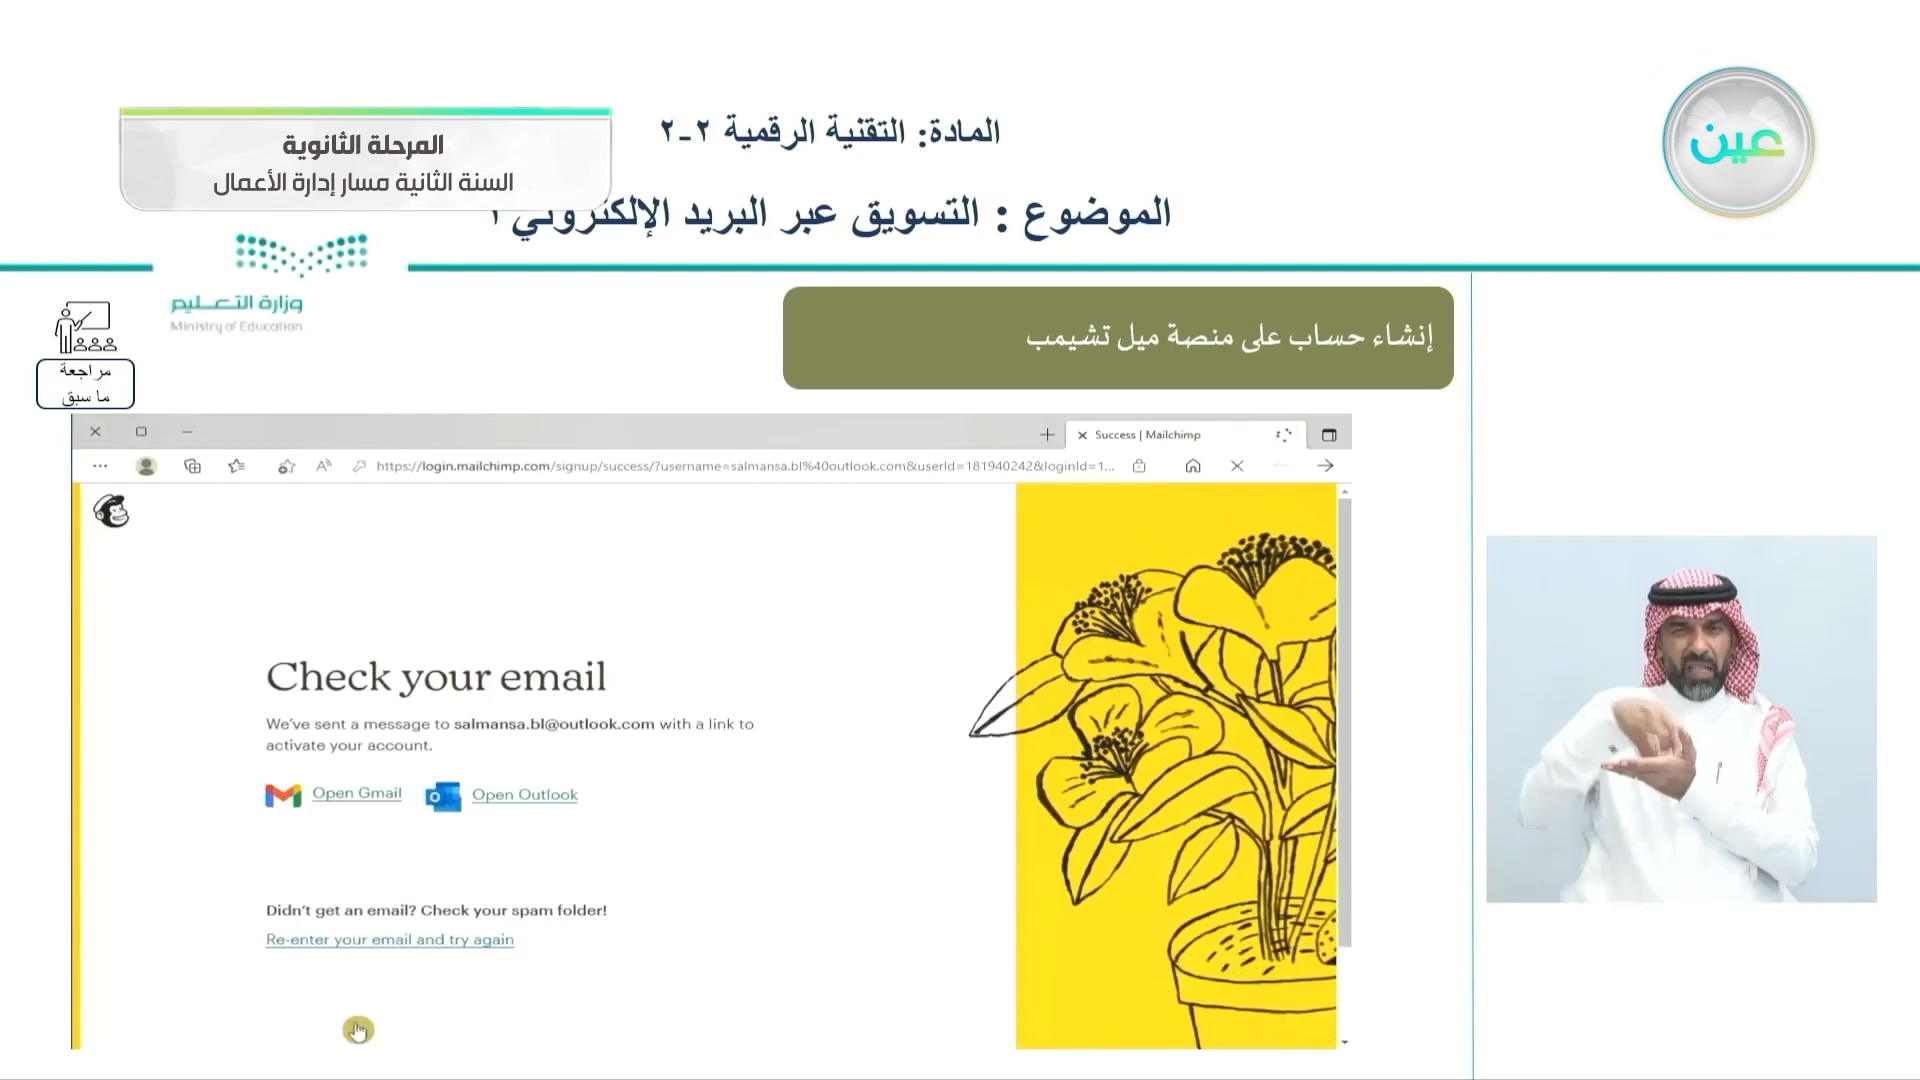 المادة: التقنية الرقمية ٢-٢
عين
المرحلة الثانوية
السنة الثانية مسار إدارة الأعمال
الموضوع : التسويق عبر البريد الإلكتروني ١
وزارة التعليم
Ministry of Education
مراجعة
ما سبق
إنشاء حساب على منصة ميل تشيمب
Success | Mailchimp
https://login.mailchimp.com/signup/success/?username=salmansa.bl%40outlook.com&userId=181940242&loginId=1...
Check your email
We've sent a message to salmansa.bl@outlook.com with a link to
activate your account.
Open Gmail
Open Outlook
Didn't get an email? Check your spam folder!
Re-enter your email and try again